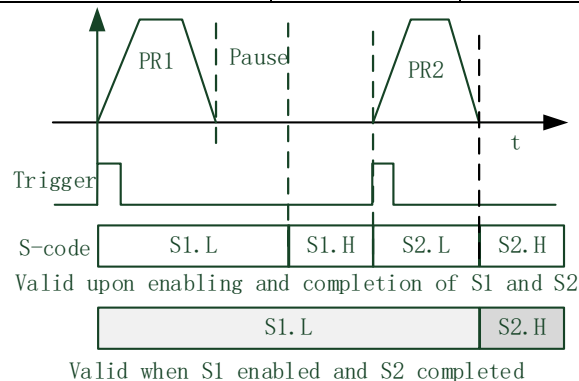 PR1 Pause PR2
t
Trigger
S-code S1.L S1.H S2.L S2.H
Valid upon enabling and completion of S1 and S2
S1.L S2.H
Valid when S1 enabled and S2 completed